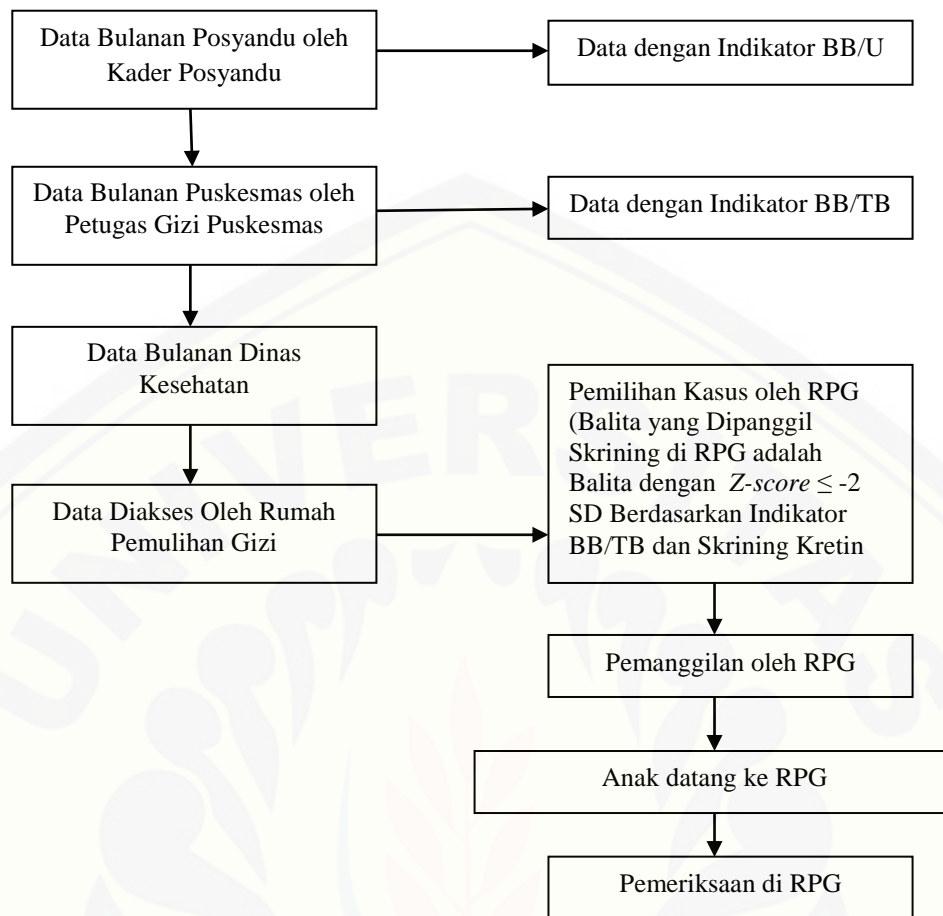 Data Bulanan Posyandu oleh
Kader Posyandu
Data dengan Indikator BB/U
Data Bulanan Puskesmas oleh
Petugas Gizi Puskesmas
Data dengan Indikator BB/TB
Data Bulanan Dinas
Kesehatan
Data Diakses Oleh Rumah
Pemulihan Gizi
Pemilihan Kasus oleh RPG
(Balita yang Dipanggil
Skrining di RPG adalah
Balita dengan Z-score ≤ -2
SD Berdasarkan Indikator
BB/TB dan Skrining Kretin
Pemanggilan oleh RPG
Anak datang ke RPG
Pemeriksaan di RPG
UNIVERSITAS